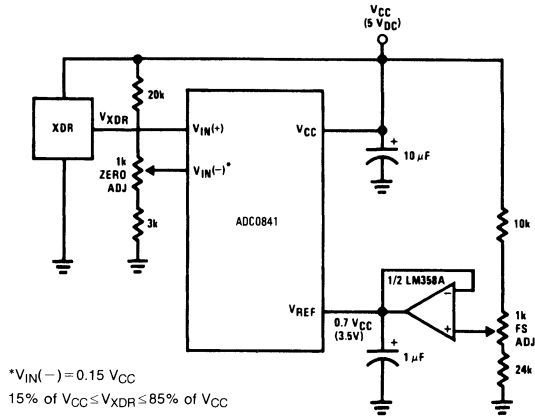 VCC
(5 VDC)
20k
XDR
VXDR
VIN(+)
VCC
1k
ZERO
ADJ
VIN(−)*
+
10 µF
ADC0841
3k
10k
1/2 LM358A
−
+
VREF
0.7 VCC
(3.5V)
1k
FS
ADJ
+
1 µF
24k
*VIN(−)=0.15 VCC
15% of VCC≤VXDR≤85% of VCC